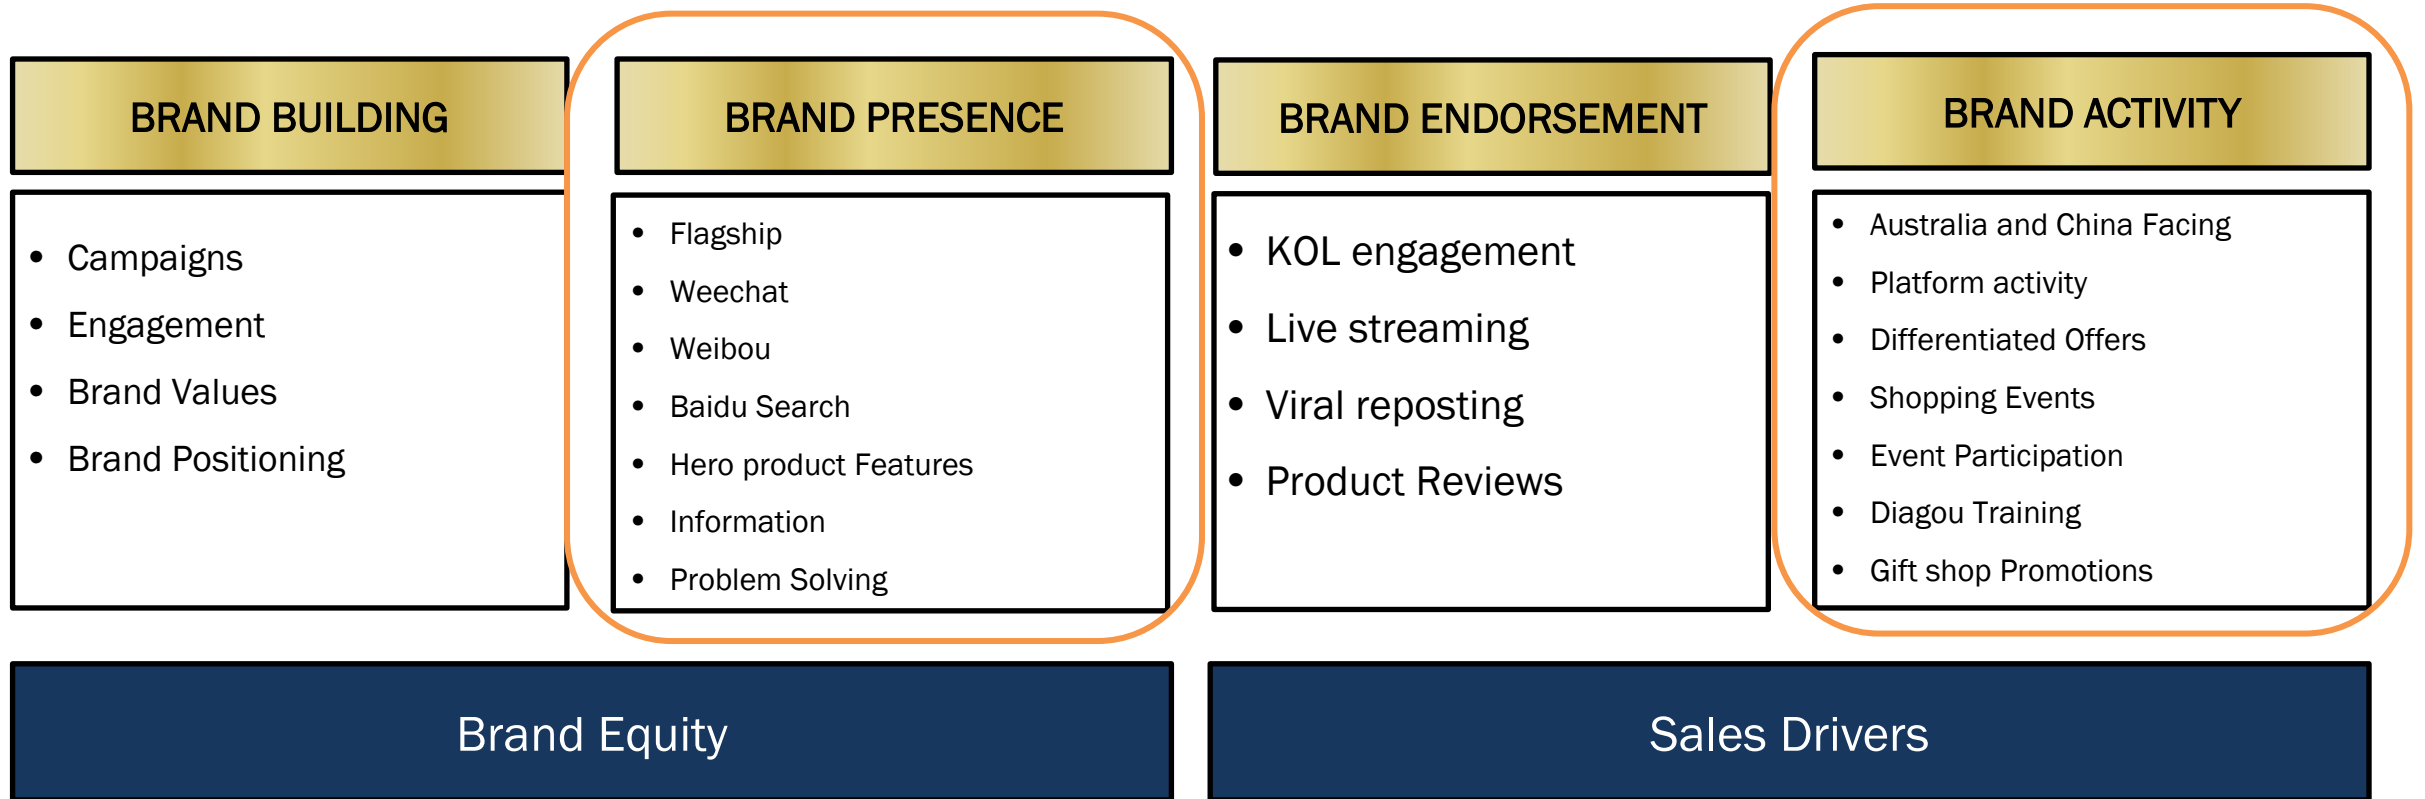 BRAND BUILDING
• Campaigns
• Engagement
• Brand Values
• Brand Positioning
BRAND PRESENCE
• Flagship
• Weechat
• Weibou
• Baidu Search
• Hero product Features
• Information
• Problem Solving
BRAND ENDORSEMENT
• KOL engagement
• Live streaming
• Viral reposting
• Product Reviews
BRAND ACTIVITY
• Australia and China Facing
• Platform activity
• Differentiated Offers
• Shopping Events
• Event Participation
• Diagou Training
• Gift shop Promotions
Brand Equity
Sales Drivers